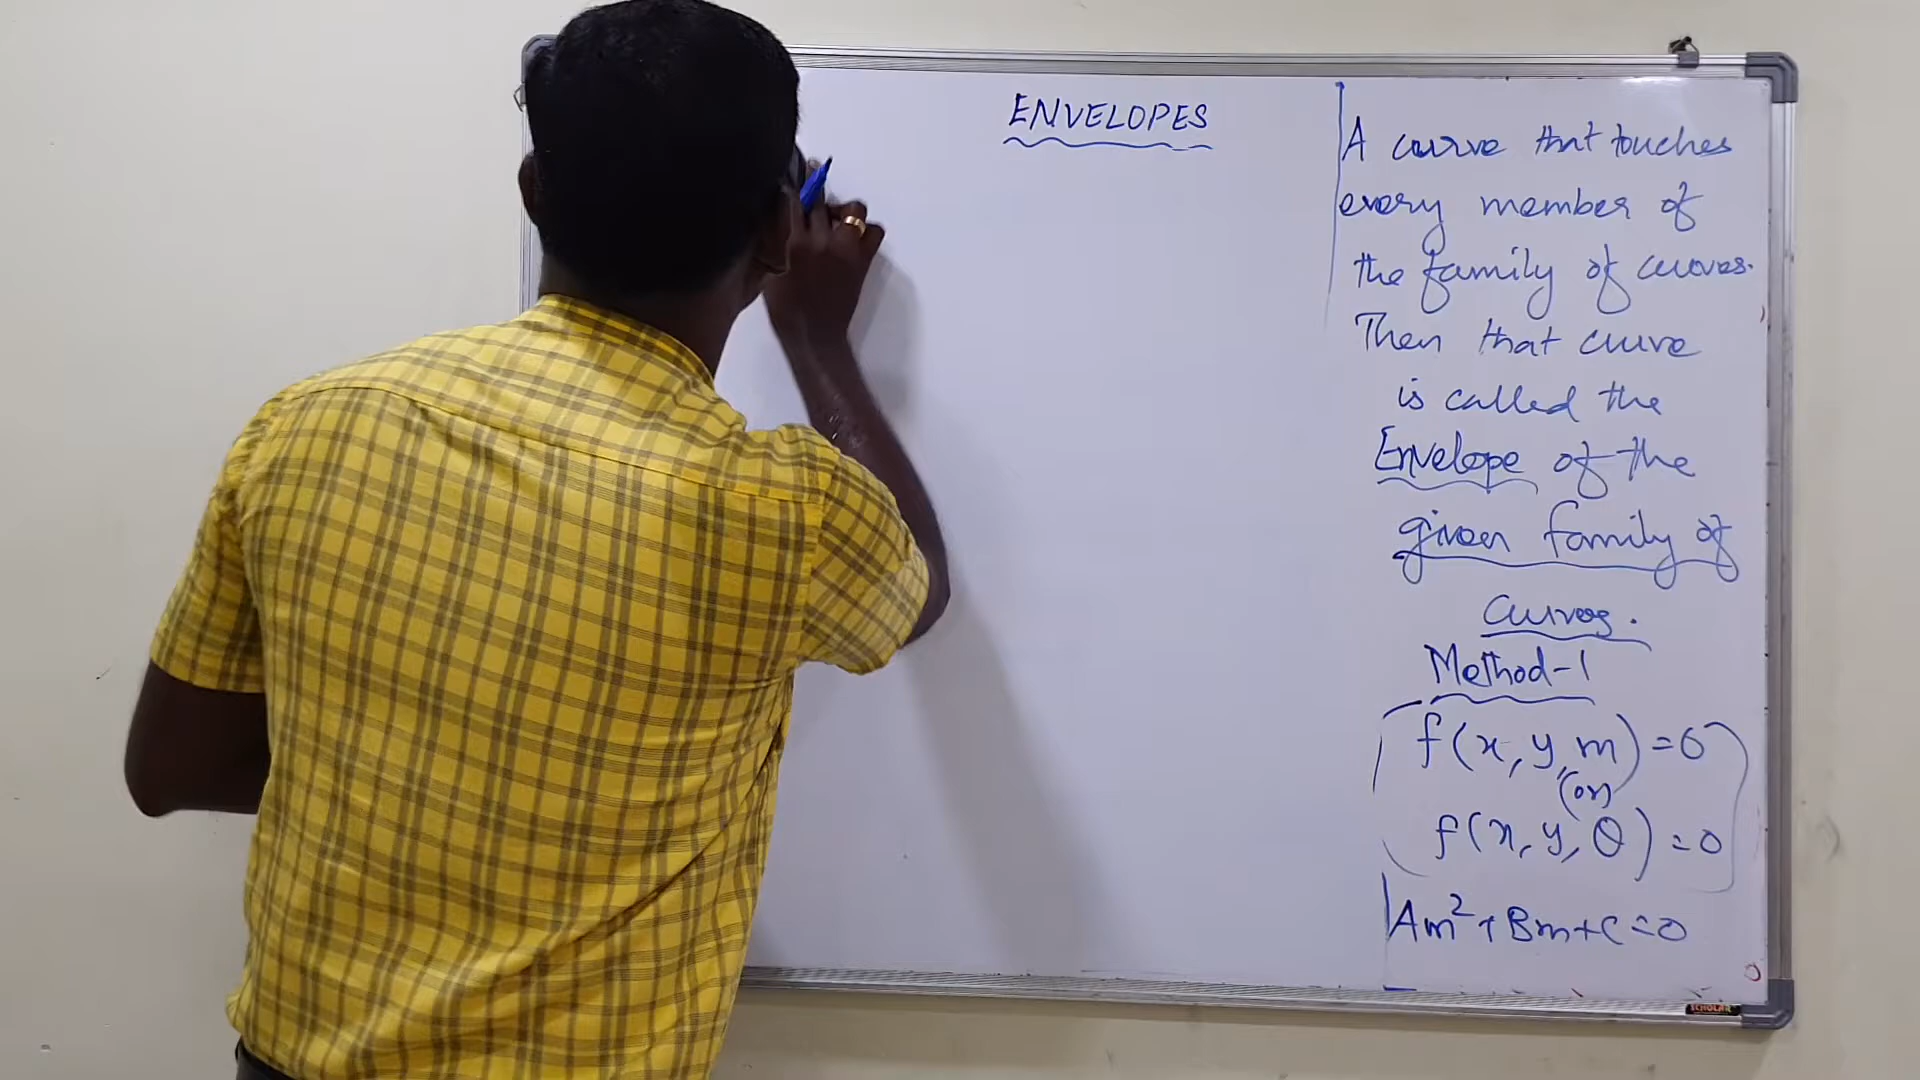 ENVELOPES
A curve that touches
every member of
the family of curves.
Then that curve
is called the
Envelope of the
given family of
Curves.
Method-1
f(x, y, m) = 0
(or)
f(x, y, θ) = 0
Am² + Bm + C = 0
SCHOLAR